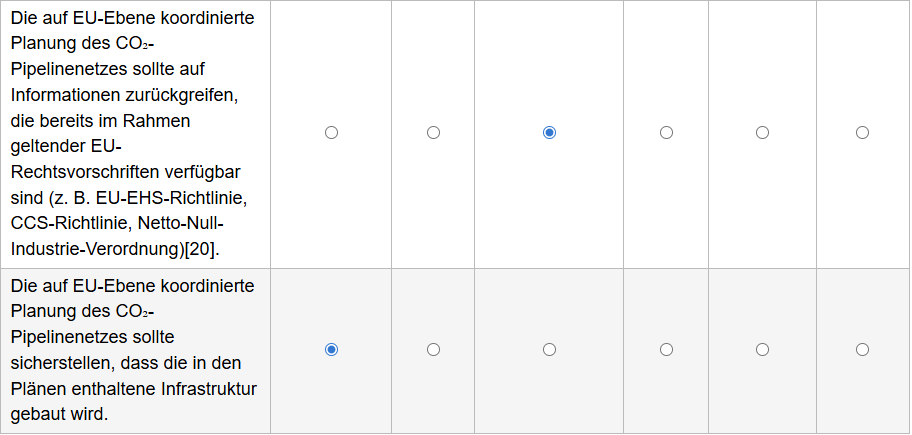 Die auf EU-Ebene koordinierte
Planung des CO₂-
Pipelinenetzes sollte auf
Informationen zurückgreifen,
die bereits im Rahmen
geltender EU-
Rechtsvorschriften verfügbar
sind (z. B. EU-EHS-Richtlinie,
CCS-Richtlinie, Netto-Null-
Industrie-Verordnung)[20].
Die auf EU-Ebene koordinierte
Planung des CO₂-
Pipelinenetzes sollte
sicherstellen, dass die in den
Plänen enthaltene Infrastruktur
gebaut wird.